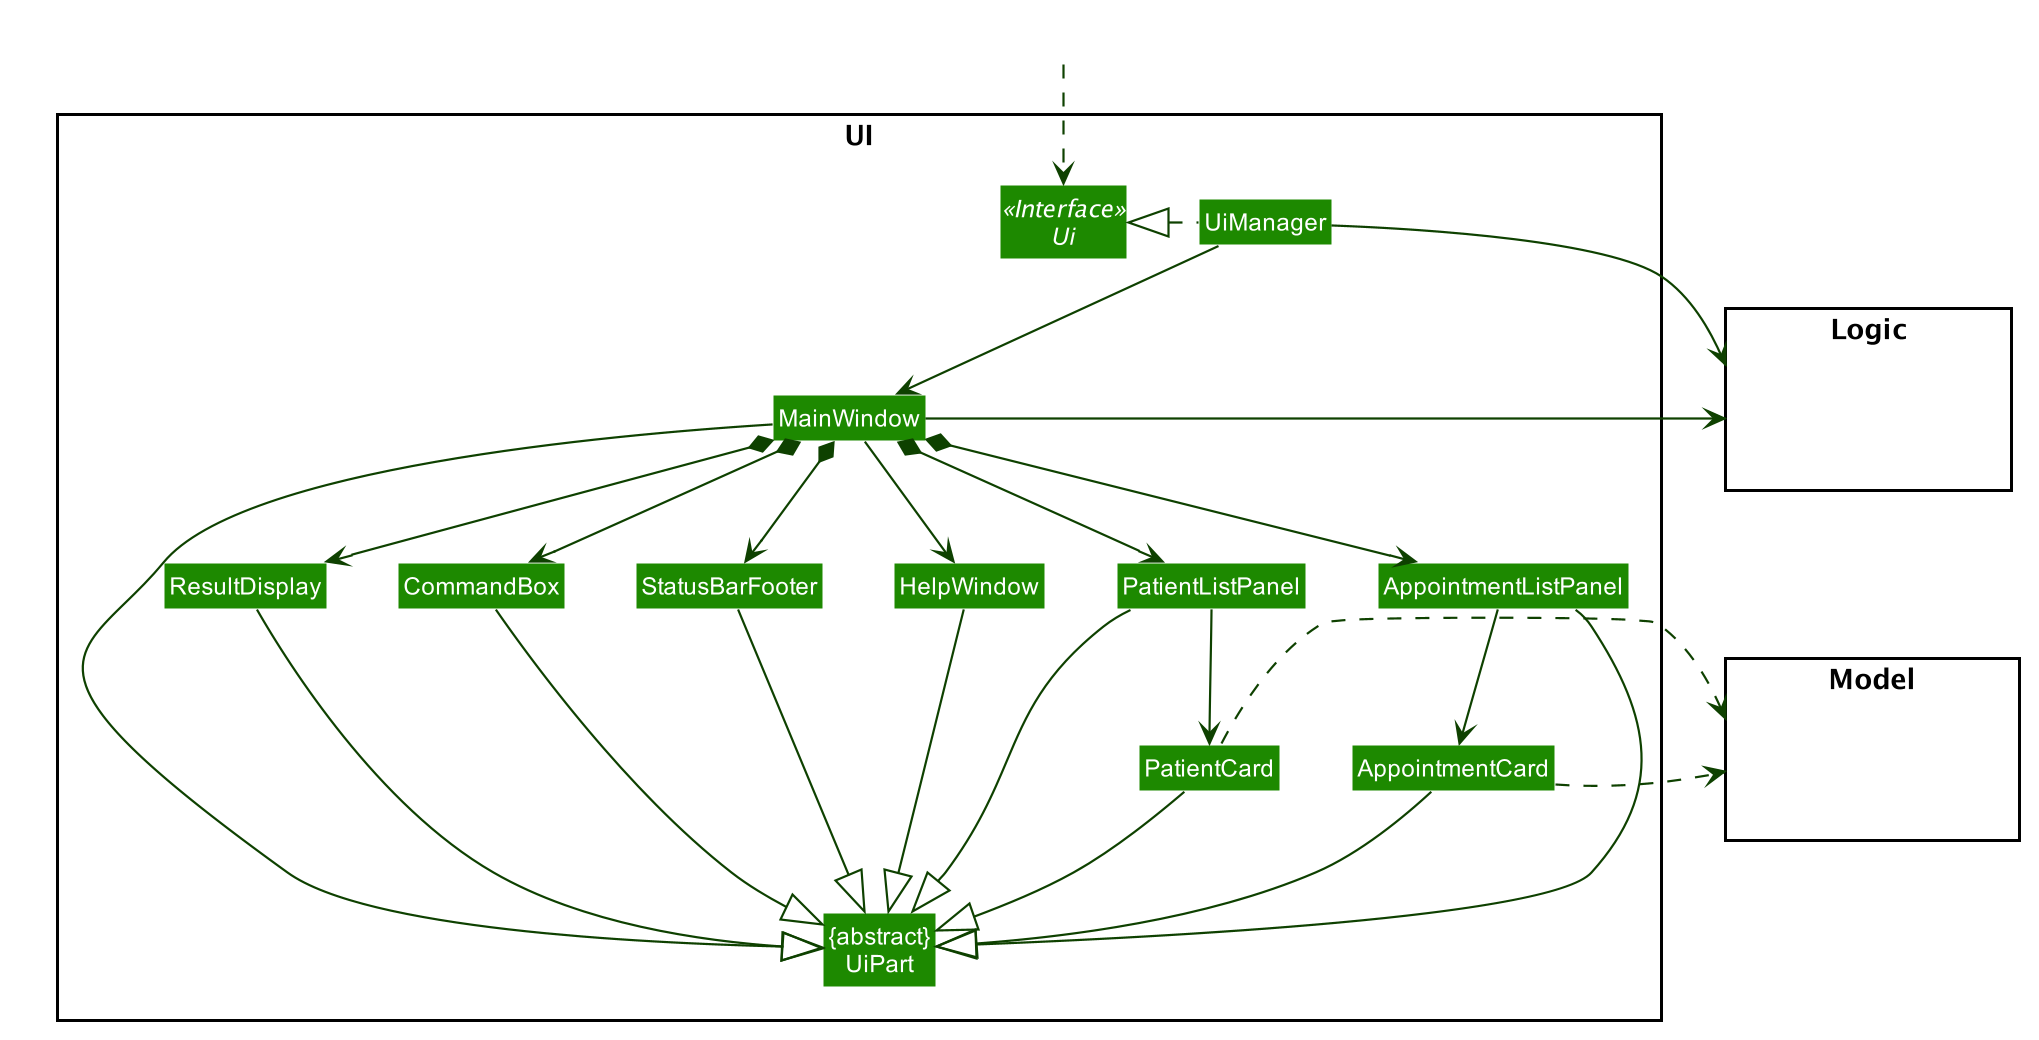 UI
«Interface»
Ui
UiManager
Logic
MainWindow
ResultDisplay
CommandBox
StatusBarFooter
HelpWindow
PatientListPanel
AppointmentListPanel
Model
PatientCard
AppointmentCard
{abstract}
UiPart